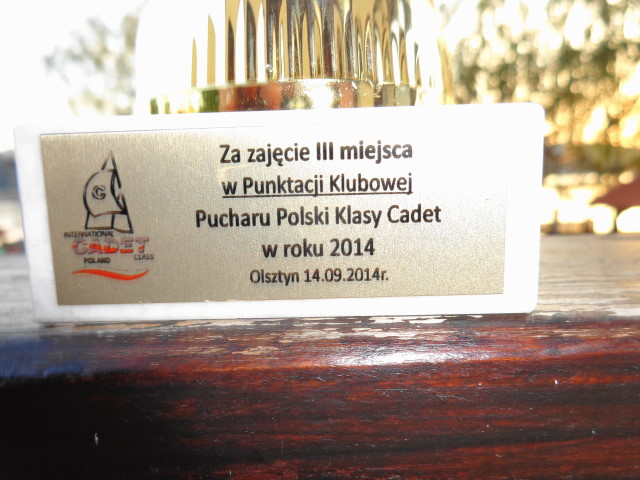 Za zajęcie III miejsca
w Punktacji Klubowej
Pucharu Polski Klasy Cadet
w roku 2014
Olsztyn 14.09.2014r.
INTERNATIONAL
CADET
CLASS
POLAND